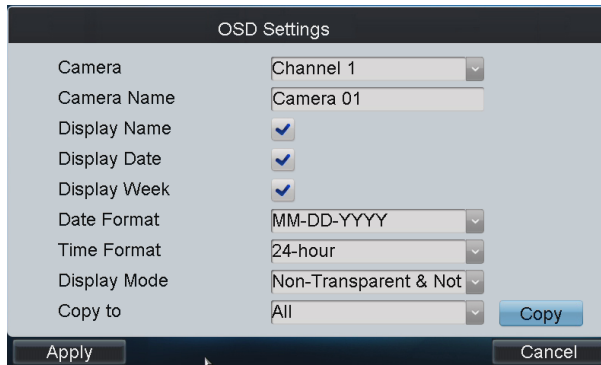 OSD Settings
Camera Channel 1
Camera Name Camera 01
Display Name
Display Date
Display Week
Date Format MM-DD-YYYY
Time Format 24-hour
Display Mode Non-Transparent & Not
Copy to All Copy
Apply Cancel